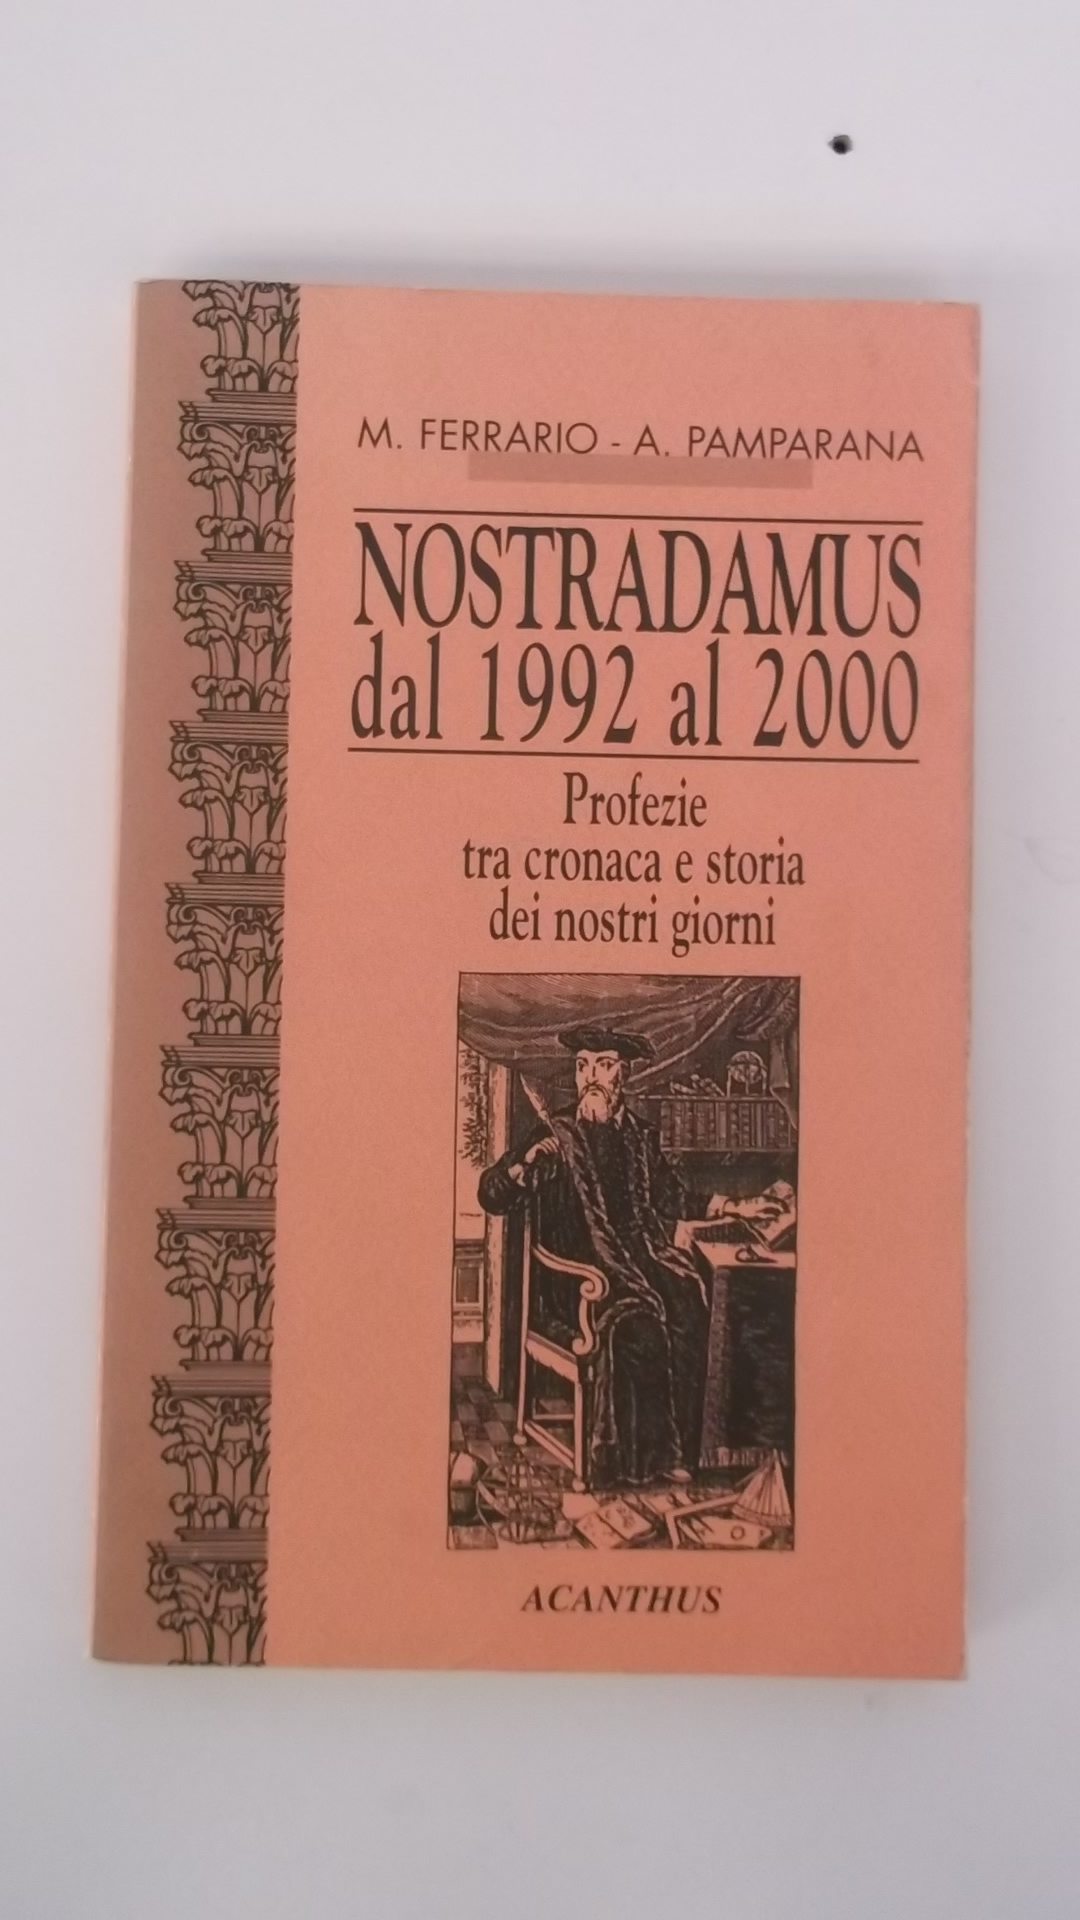 M. FERRARIO - A. PAMPARANA
NOSTRADAMUS
dal 1992 al 2000
Profezie
tra cronaca e storia
dei nostri giorni
ACANTHUS